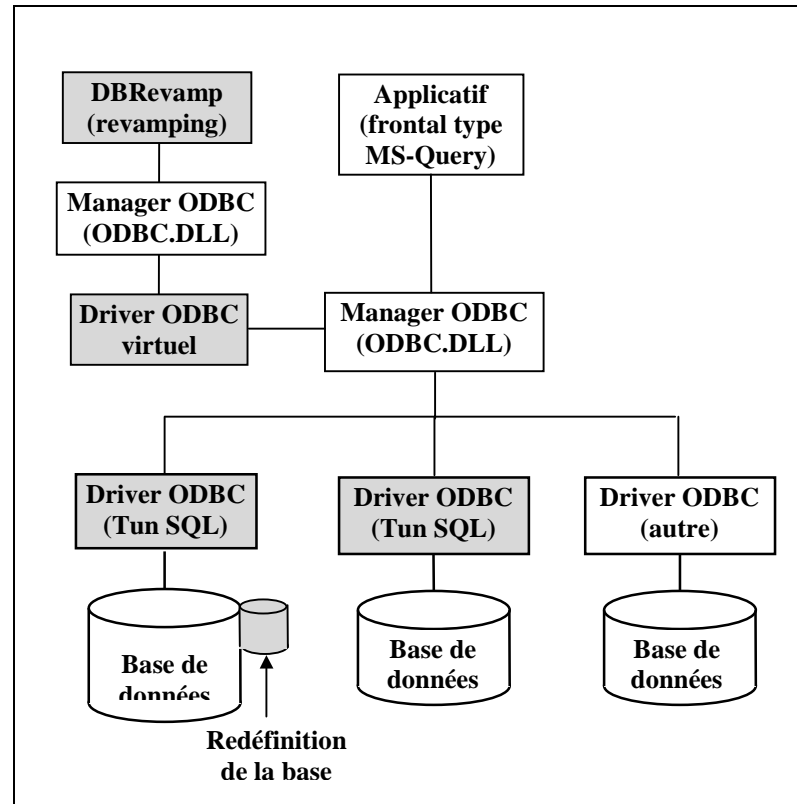 DBRevamp
(revamping)
Applicatif
(frontal type
MS-Query)
Manager ODBC
(ODBC.DLL)
Driver ODBC
virtuel
Manager ODBC
(ODBC.DLL)
Driver ODBC
(Tun SQL)
Driver ODBC
(Tun SQL)
Driver ODBC
(autre)
Base de
données
Base de
données
Base de
données
Redéfinition
de la base